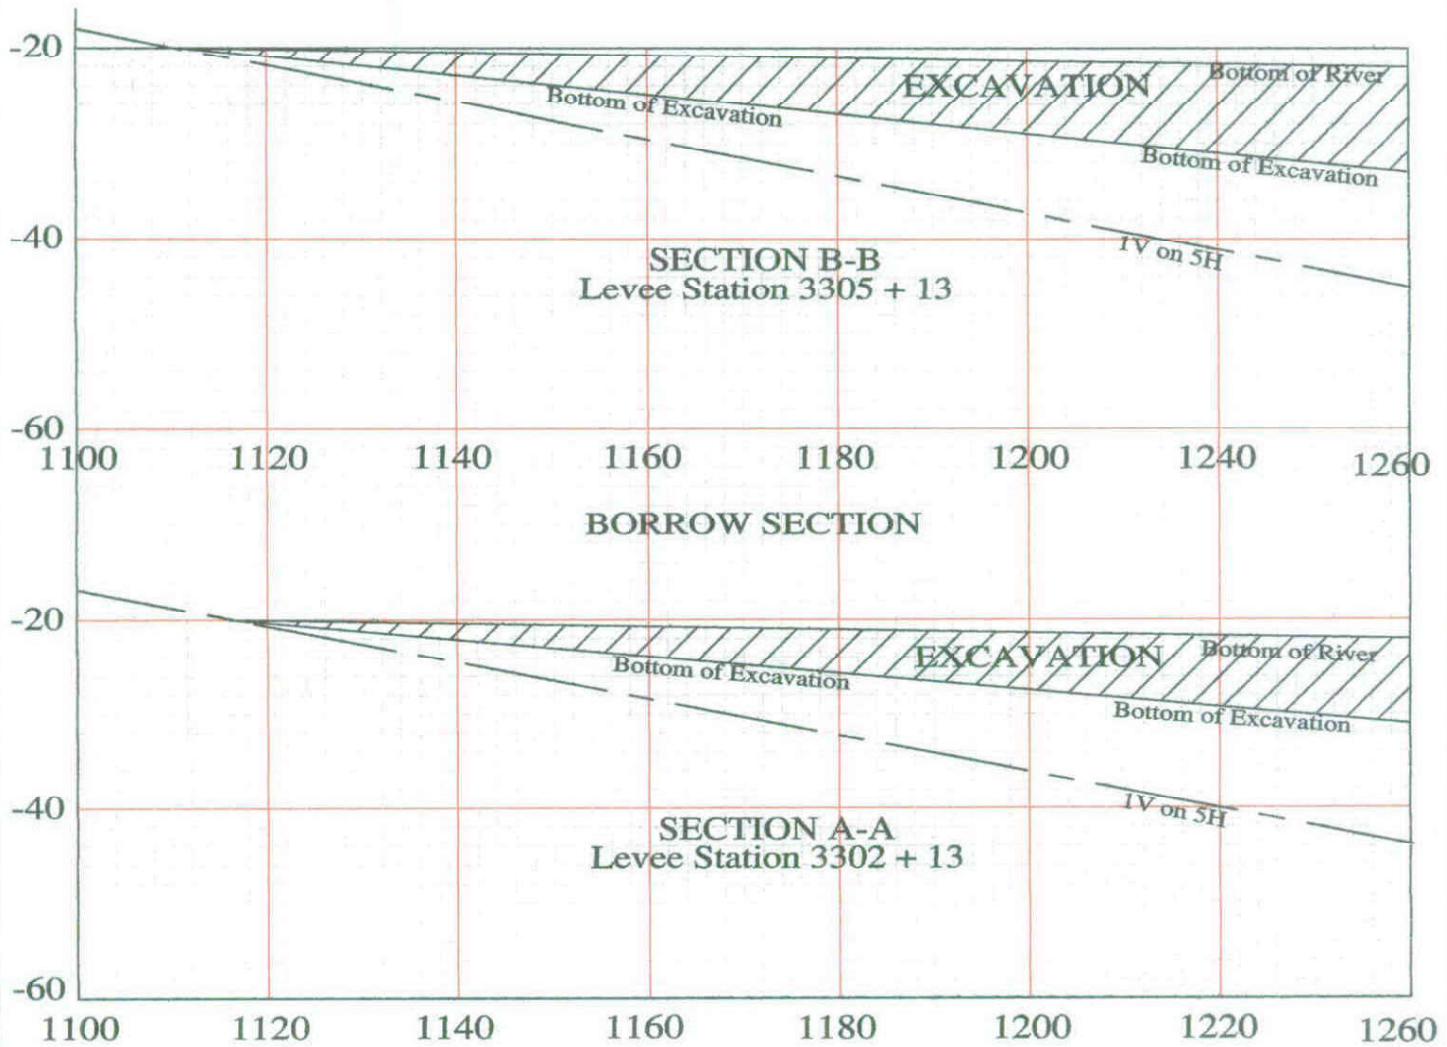 -20
EXCAVATION
Bottom of River
Bottom of Excavation
Bottom of Excavation
-40
1V on 5H
SECTION B-B
Levee Station 3305 + 13
-60
1100 1120 1140 1160 1180 1200 1240 1260
BORROW SECTION
-20
EXCAVATION
Bottom of River
Bottom of Excavation
Bottom of Excavation
-40
1V on 5H
SECTION A-A
Levee Station 3302 + 13
-60
1100 1120 1140 1160 1180 1200 1220 1260